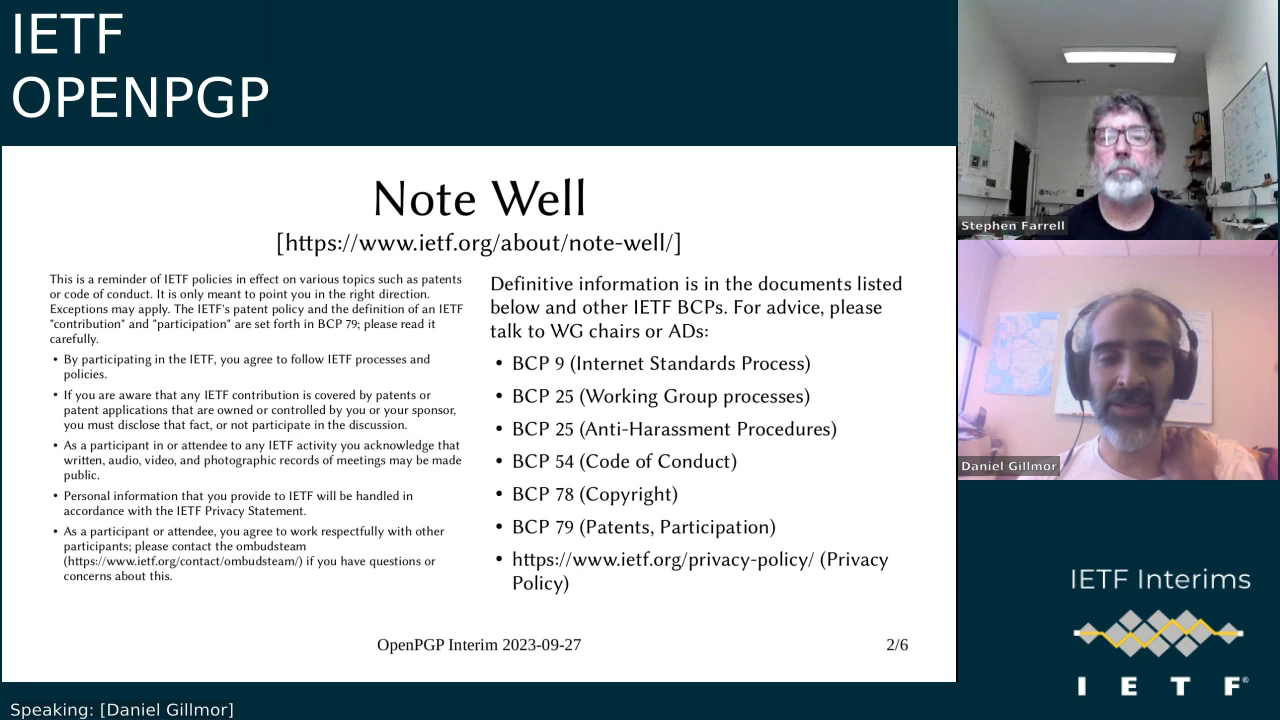 IETF
OPENPGP
Note Well
[https://www.ietf.org/about/note-well/]
This is a reminder of IETF policies in effect on various topics such as patents
or code of conduct. It is only meant to point you in the right direction.
Exceptions may apply. The IETF's patent policy and the definition of an IETF
"contribution" and "participation" are set forth in BCP 79; please read it
carefully.
• By participating in the IETF, you agree to follow IETF processes and
policies.
• If you are aware that any IETF contribution is covered by patents or
patent applications that are owned or controlled by you or your sponsor,
you must disclose that fact, or not participate in the discussion.
• As a participant in or attendee to any IETF activity you acknowledge that
written, audio, video, and photographic records of meetings may be made
public.
• Personal information that you provide to IETF will be handled in
accordance with the IETF Privacy Statement.
• As a participant or attendee, you agree to work respectfully with other
participants; please contact the ombudsteam
(https://www.ietf.org/contact/ombudsteam/) if you have questions or
concerns about this.
Definitive information is in the documents listed
below and other IETF BCPs. For advice, please
talk to WG chairs or ADs:
• BCP 9 (Internet Standards Process)
• BCP 25 (Working Group processes)
• BCP 25 (Anti-Harassment Procedures)
• BCP 54 (Code of Conduct)
• BCP 78 (Copyright)
• BCP 79 (Patents, Participation)
• https://www.ietf.org/privacy-policy/ (Privacy
Policy)
OpenPGP Interim 2023-09-27
2/6
Stephen Farrell
Daniel Gillmor
IETF Interims
I E T F®
Speaking: [Daniel Gillmor]